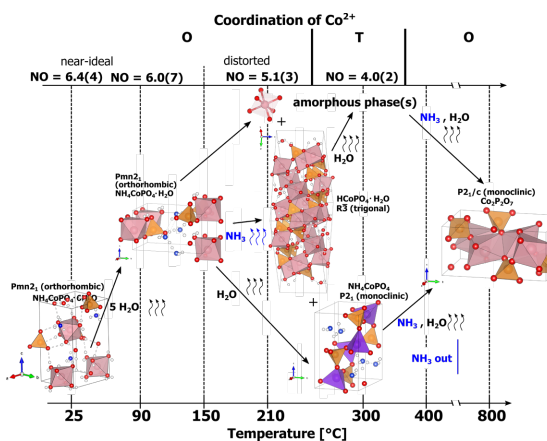 Coordination of Co²⁺
O T O
near-ideal distorted
NO = 6.4(4) NO = 6.0(7) NO = 5.1(3) NO = 4.0(2)
amorphous phase(s)
+
NH₃ , H₂O
H₂O
Pmn2₁
(orthorhombic)
NH₄CoPO₄·H₂O
P2₁/c (monoclinic)
Co₂P₂O₇
HCoPO₄·H₂O
R3̅ (trigonal)
NH₃
Pmn2₁ (orthorhombic)
5 H₂O
H₂O
+
NH₄CoPO₄
P2₁ (monoclinic)
NH₃ , H₂O
NH₃ out
25 90 150 210 300 400 800
Temperature [°C]